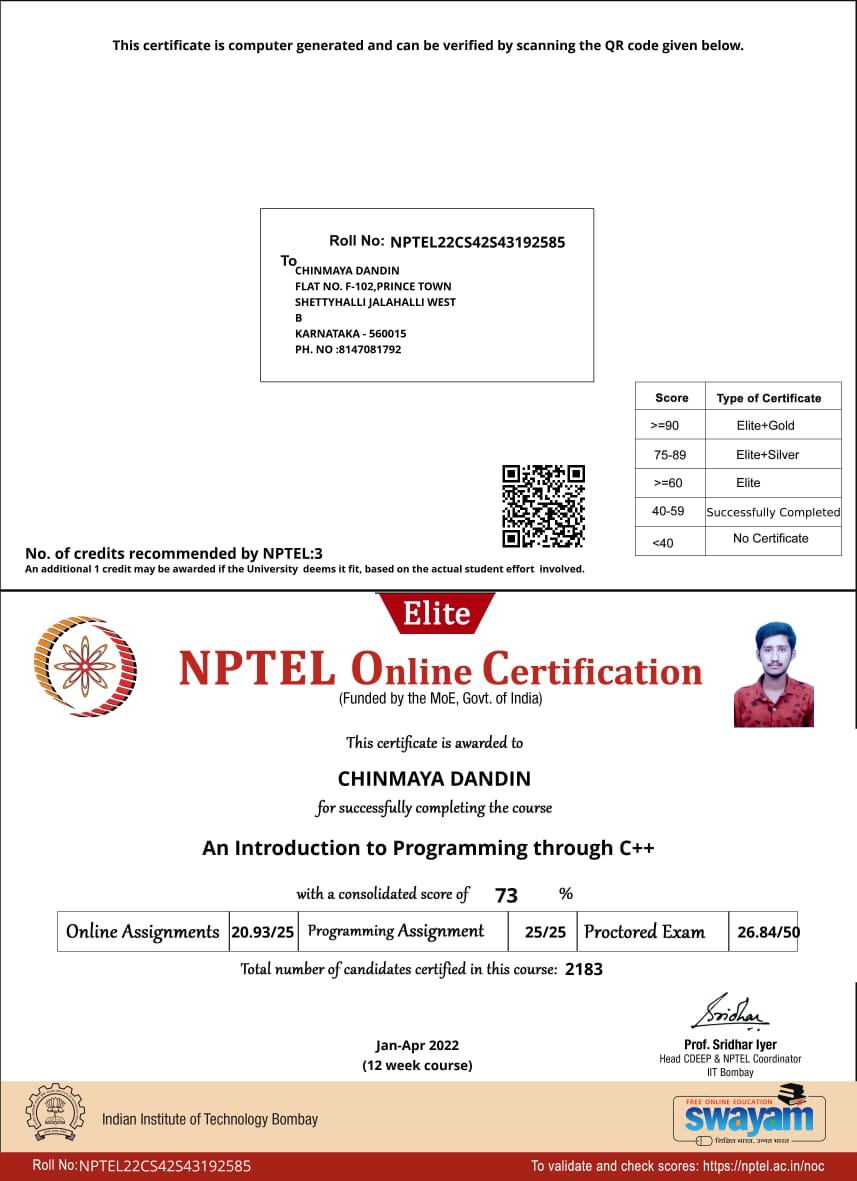 This certificate is computer generated and can be verified by scanning the QR code given below.
Roll No: NPTEL22CS42S43192585
To
CHINMAYA DANDIN
FLAT NO. F-102,PRINCE TOWN
SHETTYHALLI JALAHALLI WEST
B
KARNATAKA - 560015
PH. NO :8147081792
Score Type of Certificate
>=90 Elite+Gold
75-89 Elite+Silver
>=60 Elite
40-59 Successfully Completed
<40 No Certificate
No. of credits recommended by NPTEL:3
An additional 1 credit may be awarded if the University deems it fit, based on the actual student effort involved.
Elite
NPTEL Online Certification
(Funded by the MoE, Govt. of India)
This certificate is awarded to
CHINMAYA DANDIN
for successfully completing the course
An Introduction to Programming through C++
with a consolidated score of 73 %
Online Assignments 20.93/25 Programming Assignment 25/25 Proctored Exam 26.84/50
Total number of candidates certified in this course: 2183
Sridhar
Jan-Apr 2022
(12 week course)
Prof. Sridhar Iyer
Head CDEEP & NPTEL Coordinator
IIT Bombay
Indian Institute of Technology Bombay
FREE ONLINE EDUCATION
swayam
शिक्षित भारत, उन्नत भारत
Roll No:NPTEL22CS42S43192585
To validate and check scores: https://nptel.ac.in/noc